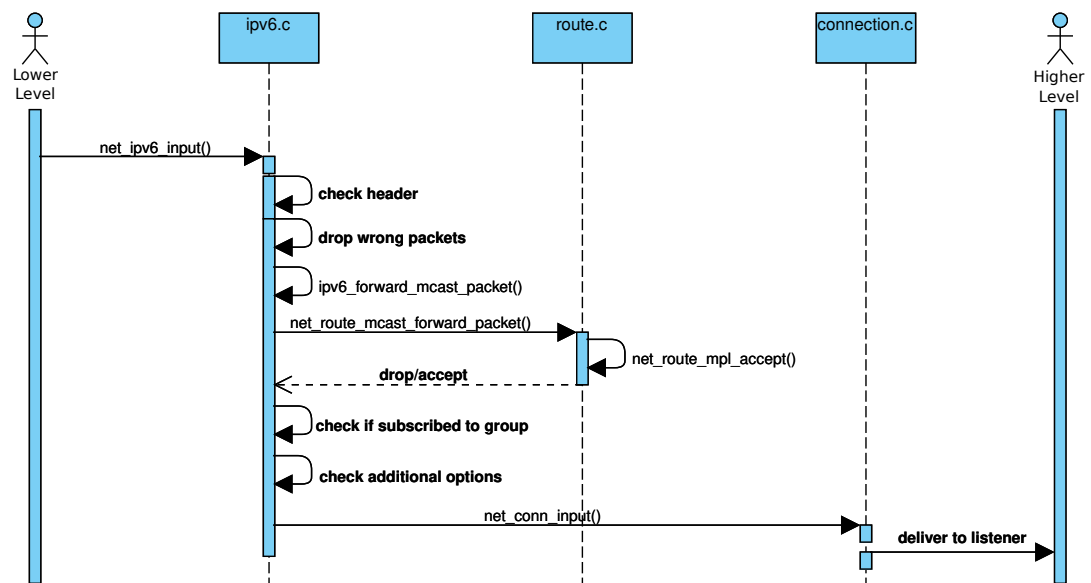 ipv6.c
route.c
connection.c
Lower
Level
Higher
Level
net_ipv6_input()
check header
drop wrong packets
ipv6_forward_mcast_packet()
net_route_mcast_forward_packet()
net_route_mpl_accept()
drop/accept
check if subscribed to group
check additional options
net_conn_input()
deliver to listener